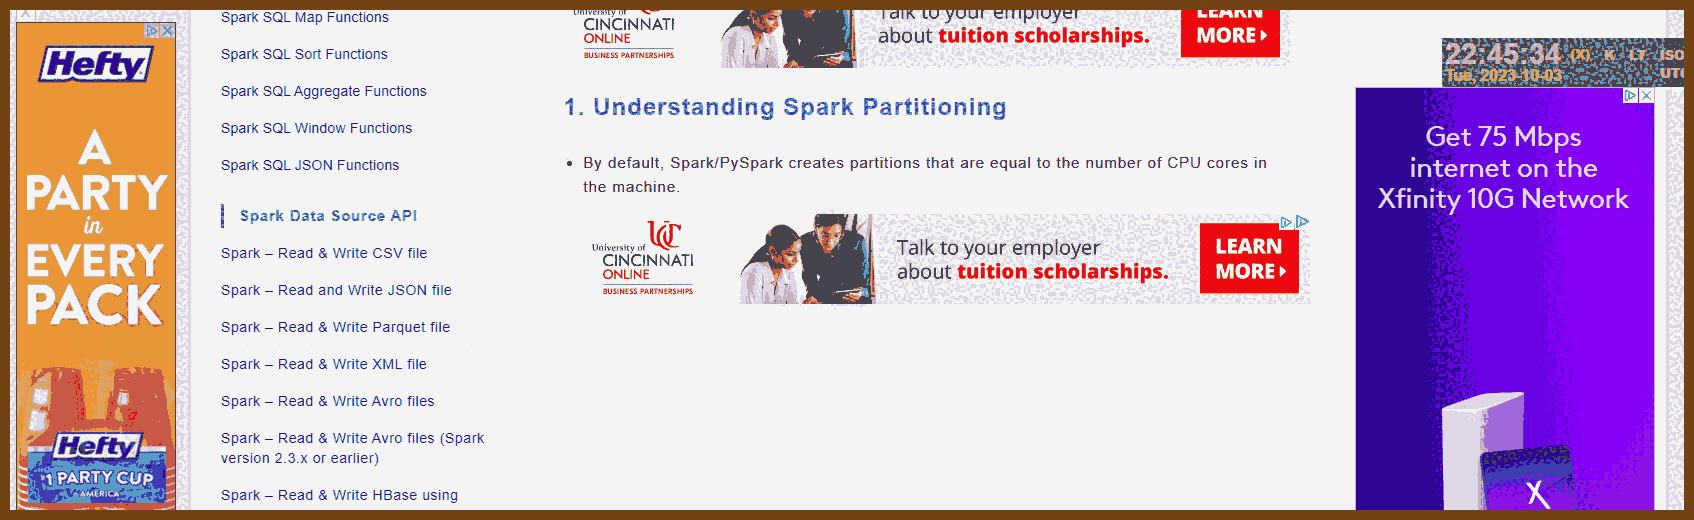 Hefty
A
PARTY
in
EVERY
PACK
Hefty
#1 PARTY CUP
IN AMERICA
Spark SQL Map Functions
Spark SQL Sort Functions
Spark SQL Aggregate Functions
Spark SQL Window Functions
Spark SQL JSON Functions
Spark Data Source API
Spark – Read & Write CSV file
Spark – Read and Write JSON file
Spark – Read & Write Parquet file
Spark – Read & Write XML file
Spark – Read & Write Avro files
Spark – Read & Write Avro files (Spark
version 2.3.x or earlier)
Spark – Read & Write HBase using
CINCINNATI
ONLINE
BUSINESS PARTNERSHIPS
Talk to your employer
about tuition scholarships.
LEARN
MORE
1. Understanding Spark Partitioning
• By default, Spark/PySpark creates partitions that are equal to the number of CPU cores in
the machine.
University of
CINCINNATI
ONLINE
BUSINESS PARTNERSHIPS
Talk to your employer
about tuition scholarships.
LEARN
MORE
22:45:34 (X) K LT
Tue, 2023-10-03
Get 75 Mbps
internet on the
Xfinity 10G Network
X